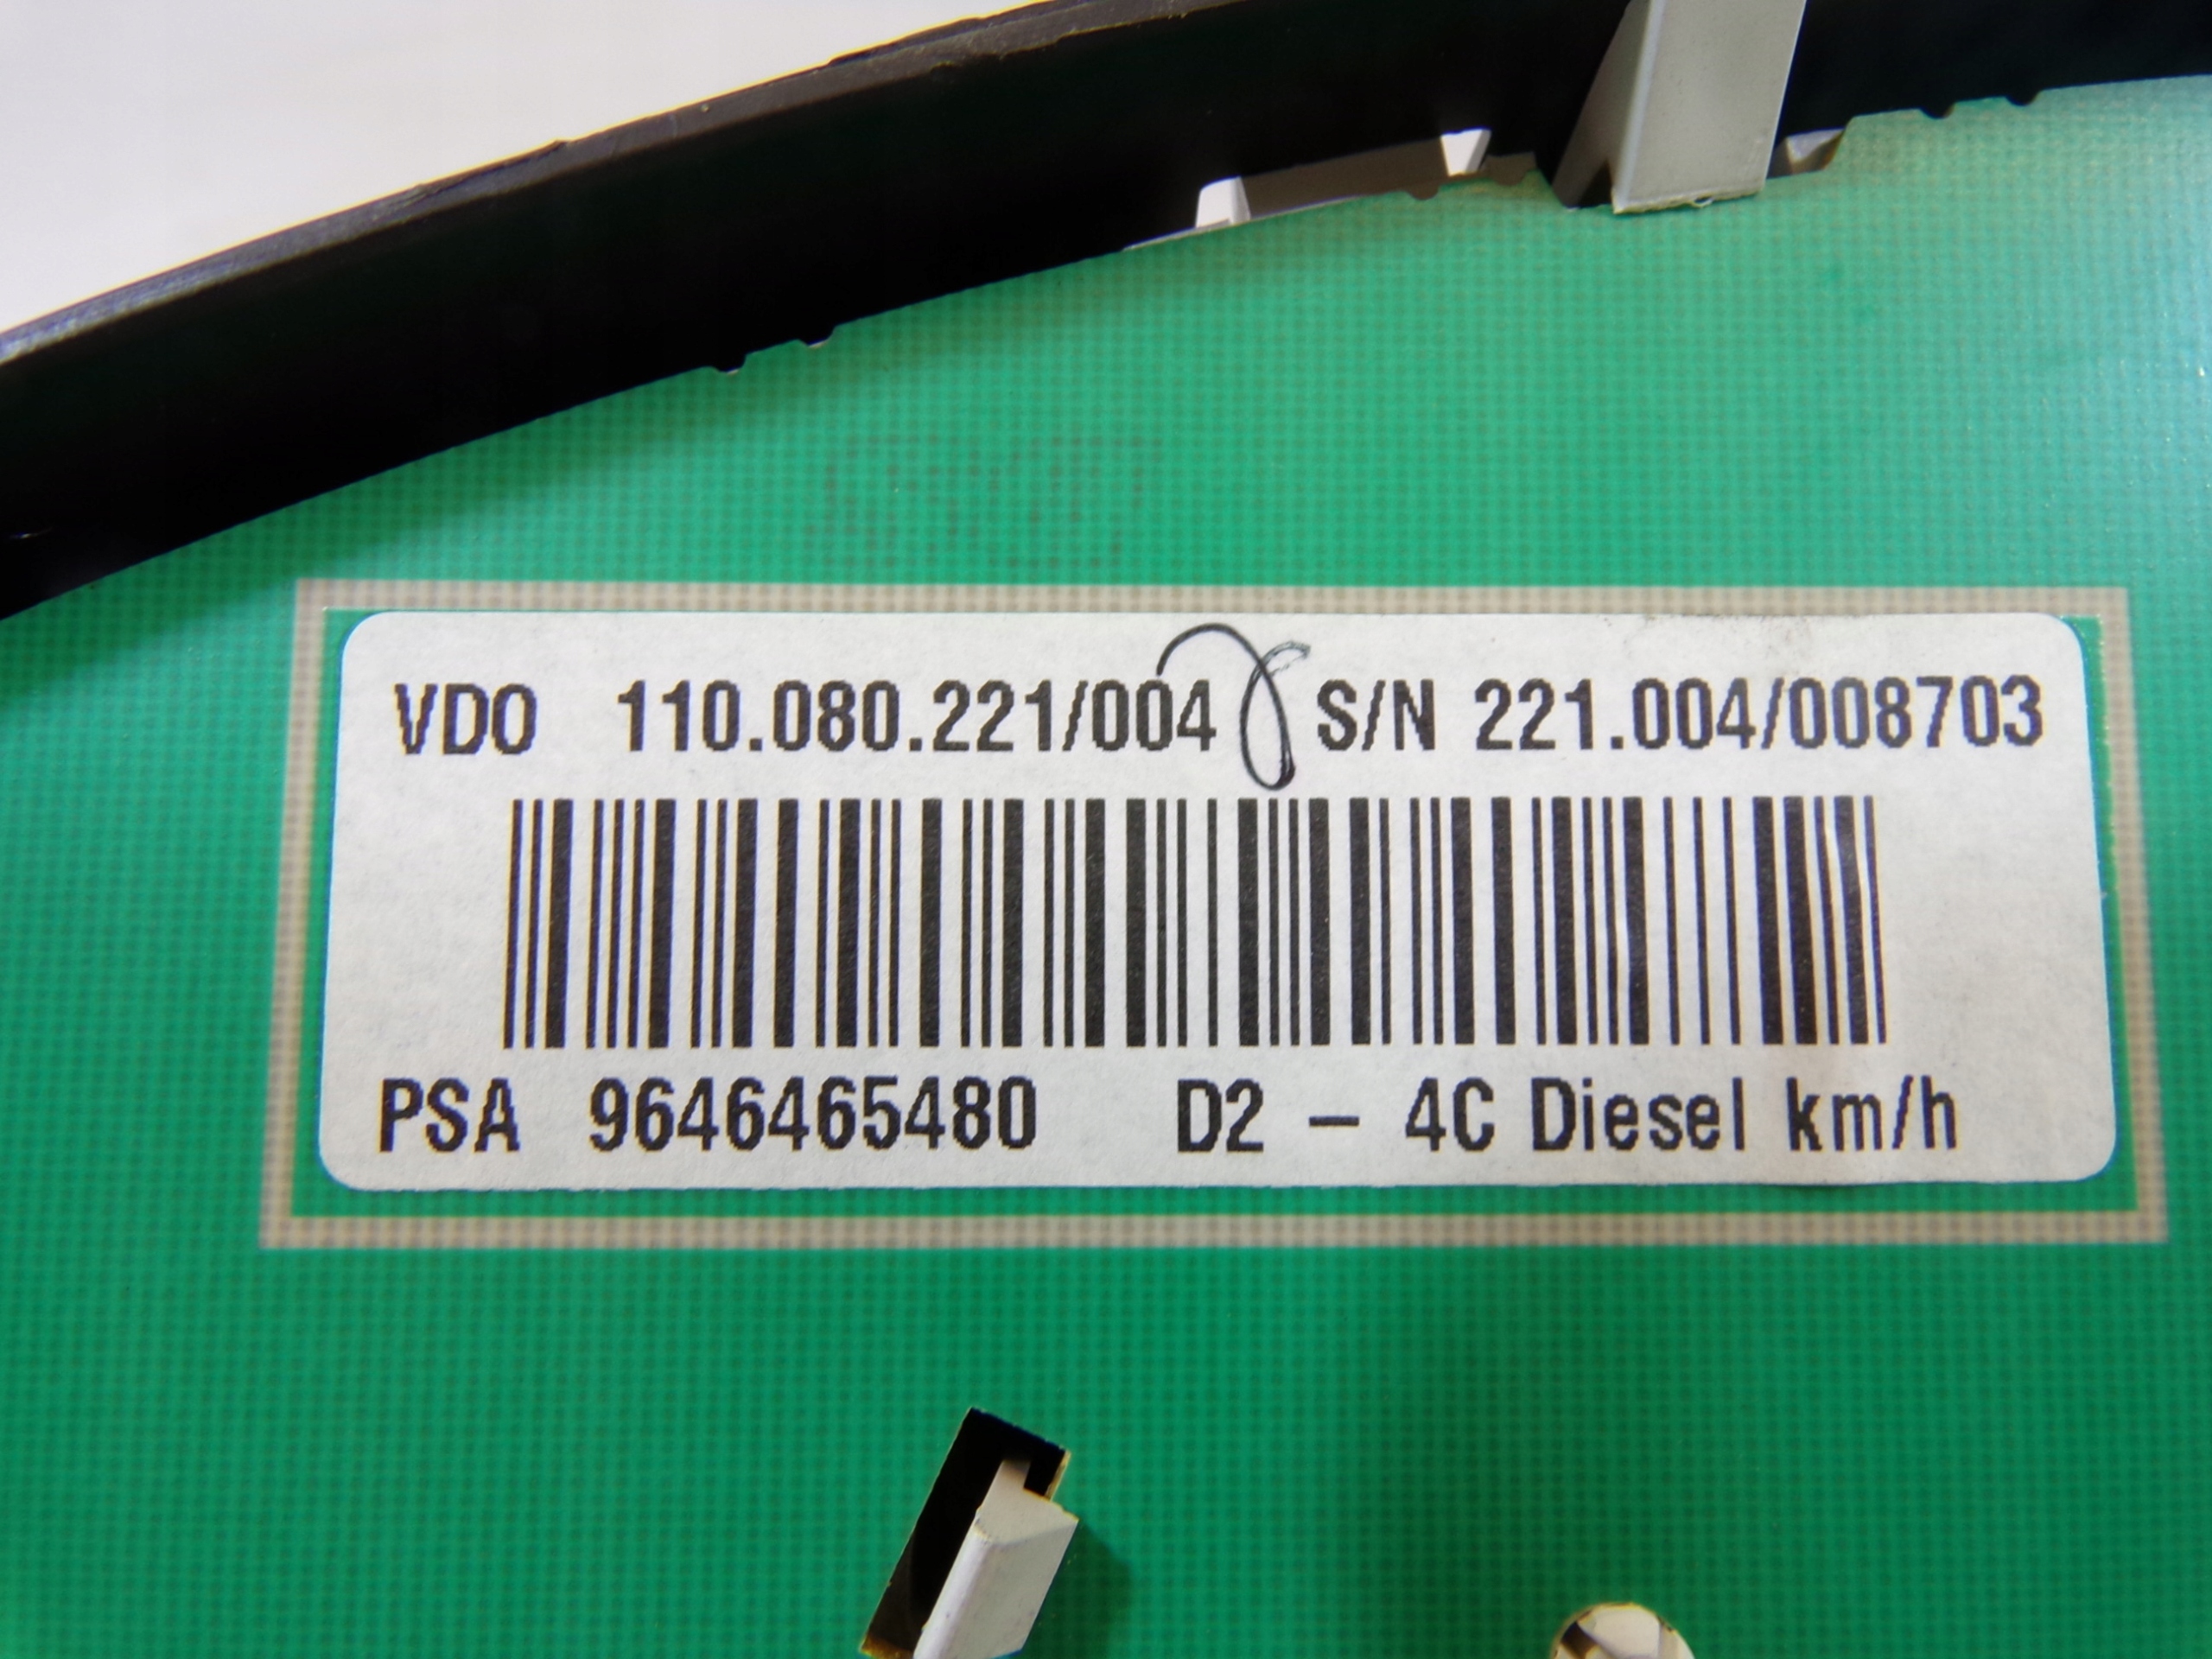 VDO 110.080.221/004 S/N 221.004/008703
PSA 9646465480 D2 - 4C Diesel km/h